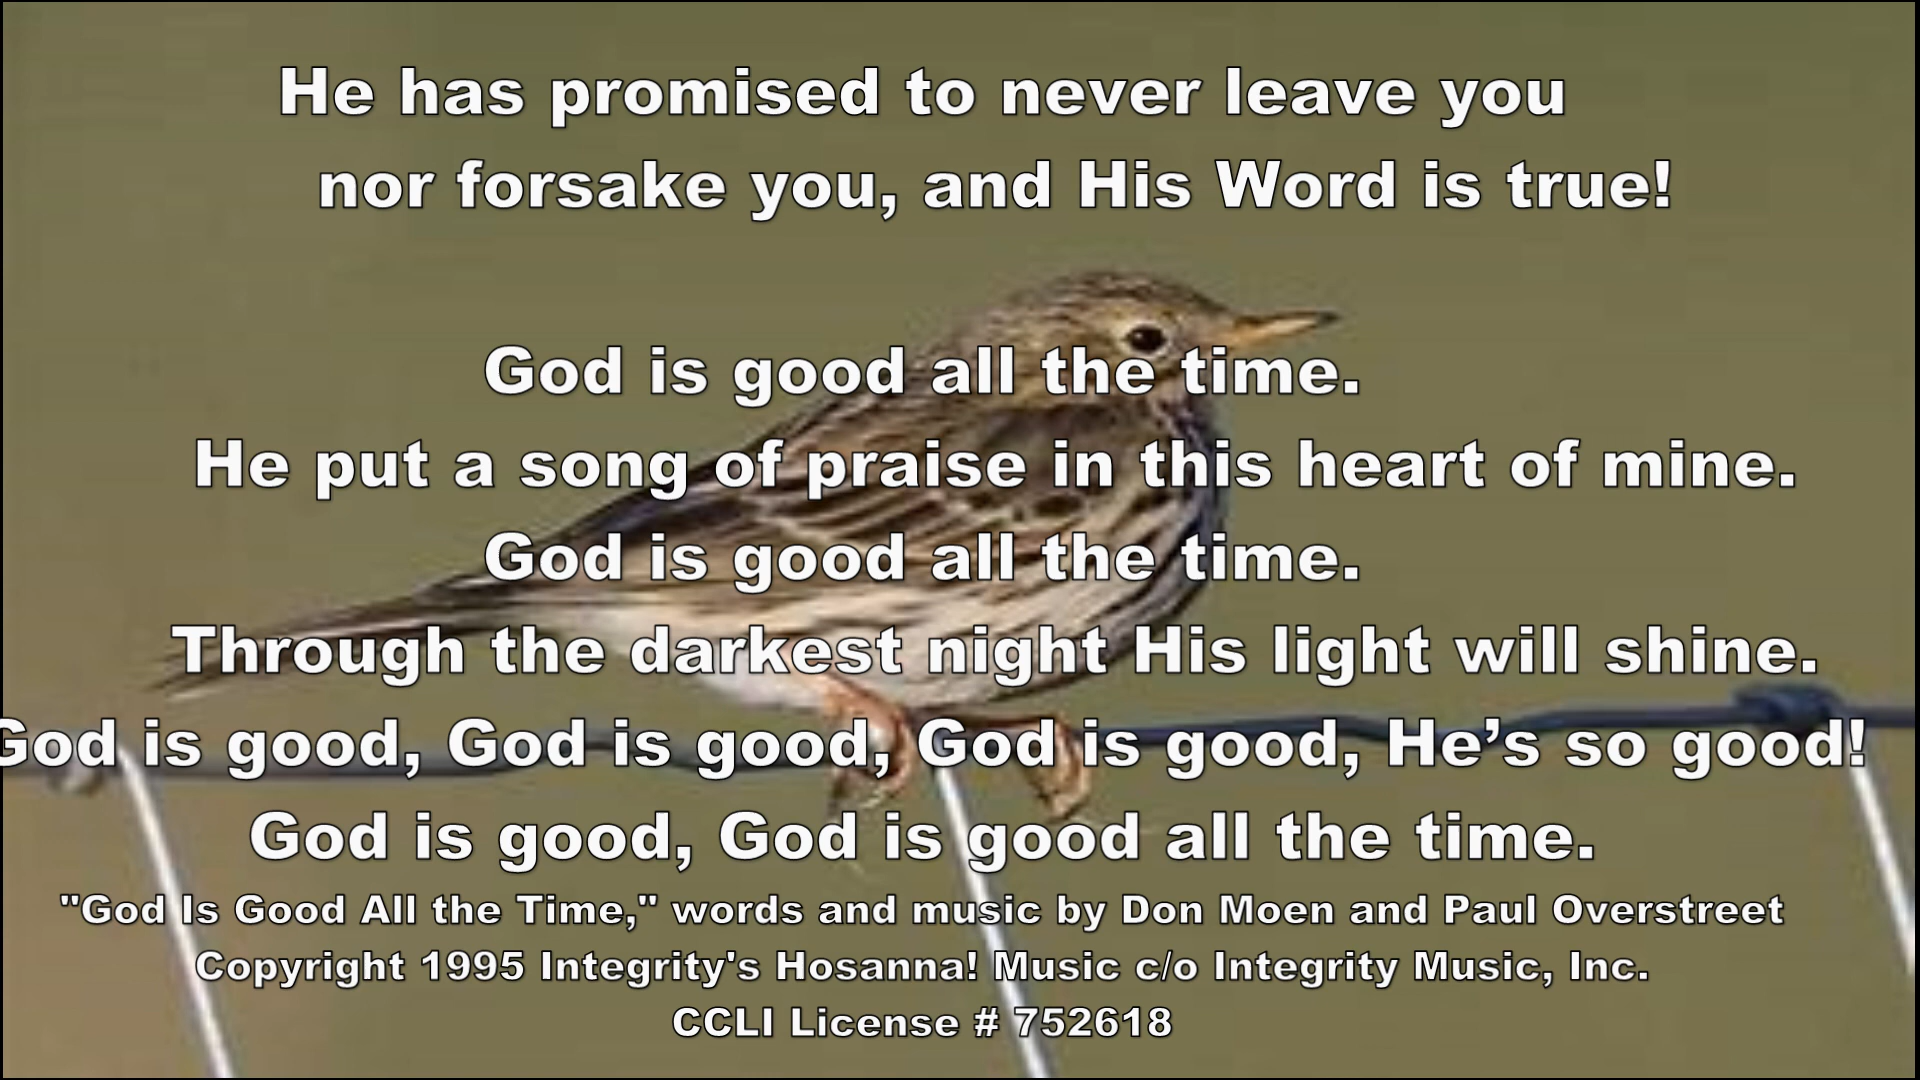 He has promised to never leave you
nor forsake you, and His Word is true!
God is good all the time.
He put a song of praise in this heart of mine.
God is good all the time.
Through the darkest night His light will shine.
God is good, God is good, God is good, He’s so good!
God is good, God is good all the time.
"God Is Good All the Time," words and music by Don Moen and Paul Overstreet
Copyright 1995 Integrity's Hosanna! Music c/o Integrity Music, Inc.
CCLI License # 752618